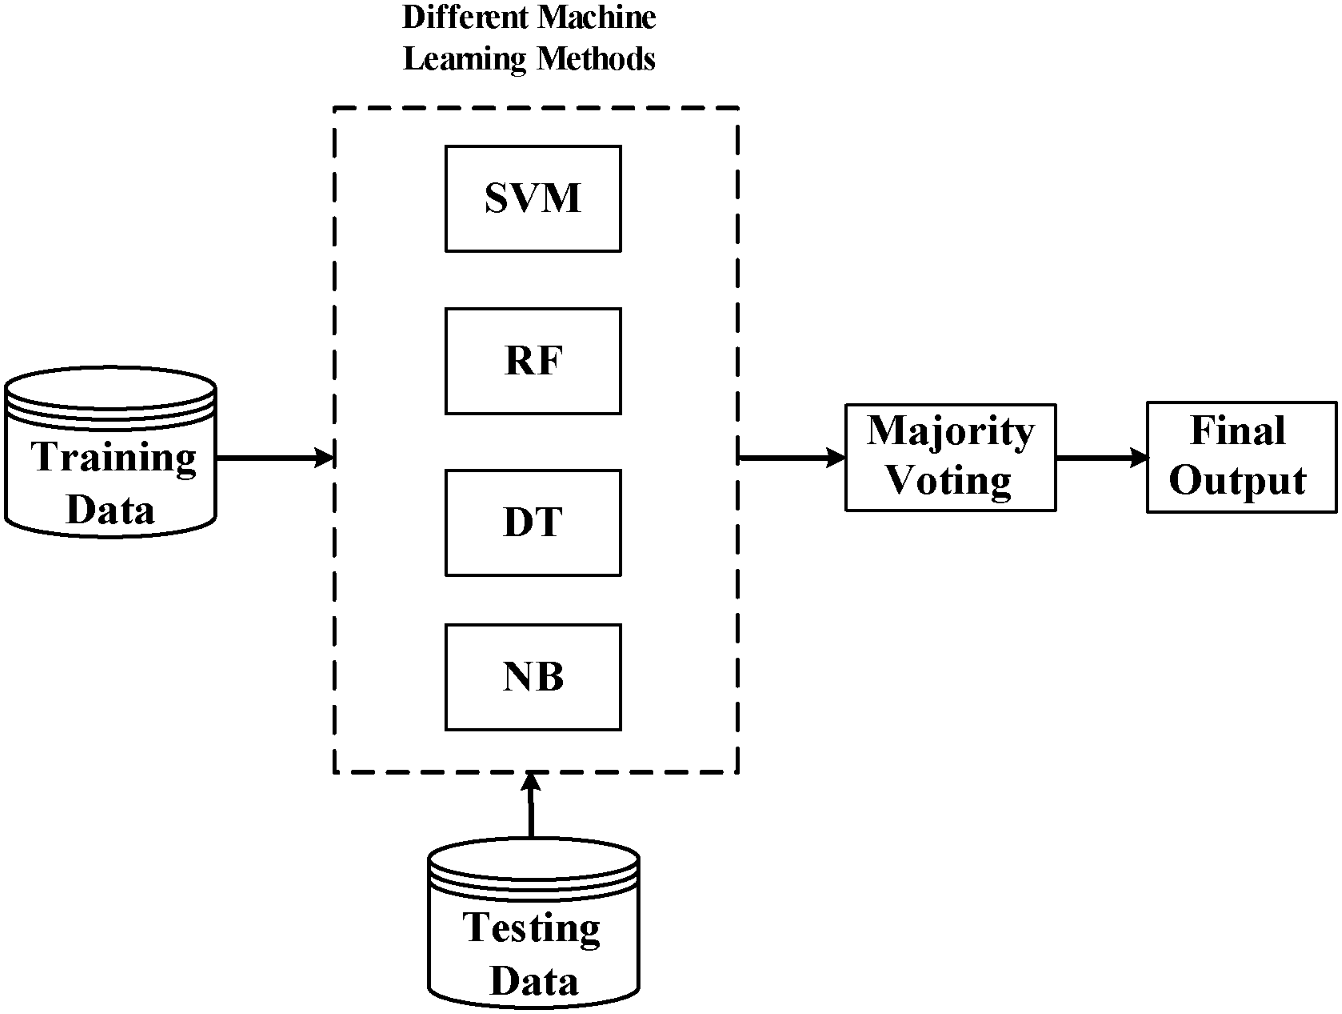 Different Machine
Learning Methods
SVM
RF
DT
NB
Training
Data
Majority
Voting
Final
Output
Testing
Data